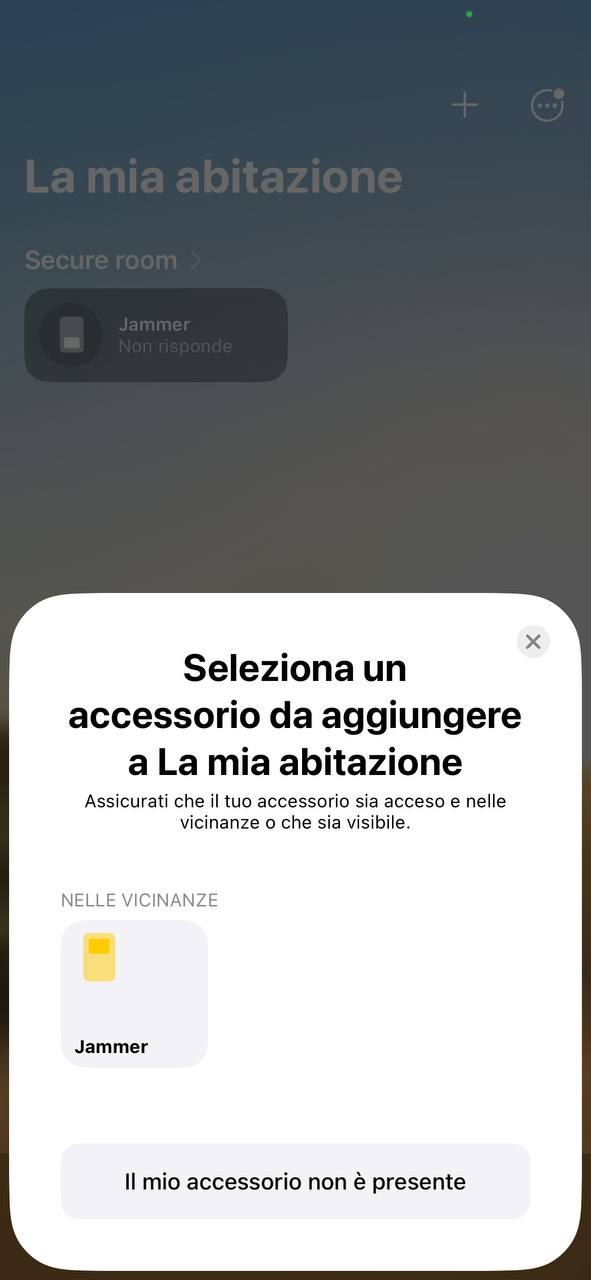 La mia abitazione
Secure room
Jammer
Non risponde
Seleziona un
accessorio da aggiungere
a La mia abitazione
Assicurati che il tuo accessorio sia acceso e nelle
vicinanze o che sia visibile.
NELLE VICINANZE
Jammer
Il mio accessorio non è presente